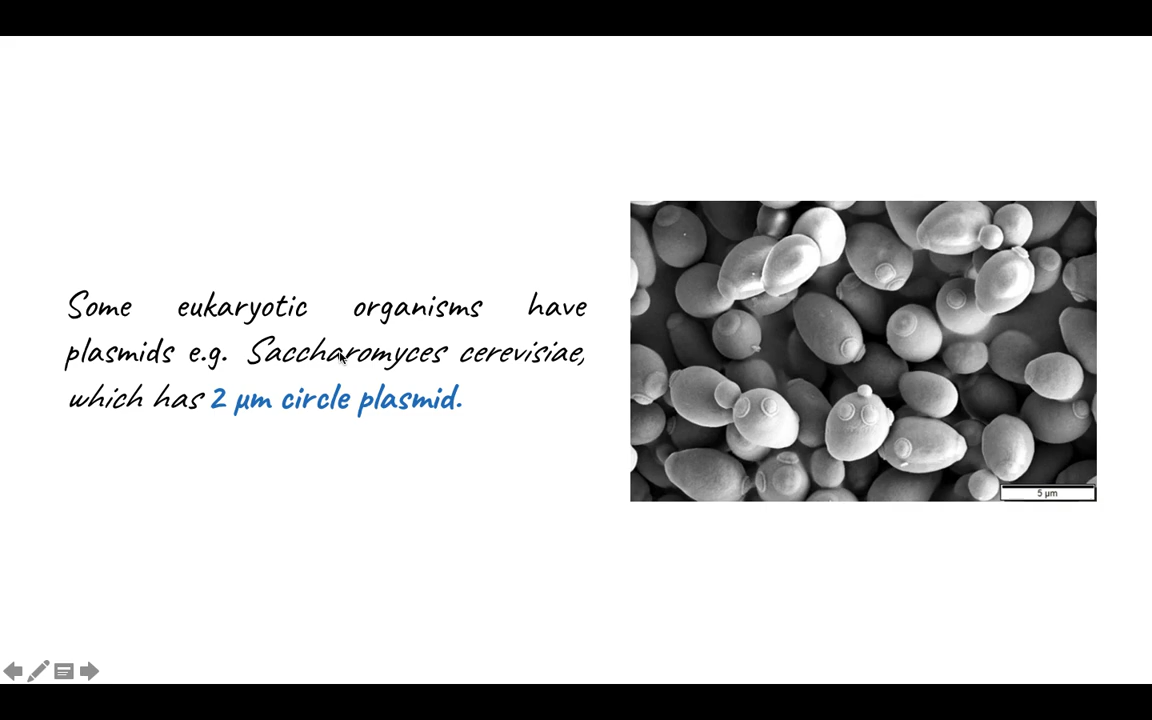 Some eukaryotic organisms have
plasmids e.g. Saccharomyces cerevisiae,
which has 2 µm circle plasmid.
5 µm